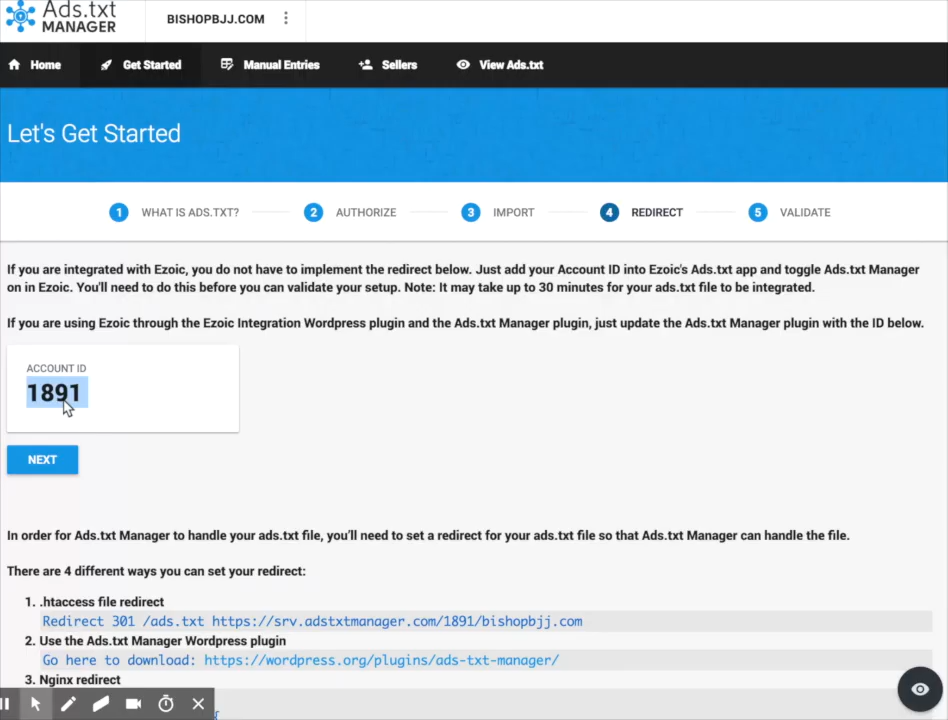 Ads.txt
MANAGER
BISHOPBJJ.COM
Home Get Started Manual Entries Sellers View Ads.txt
Let's Get Started
1 WHAT IS ADS.TXT? 2 AUTHORIZE 3 IMPORT 4 REDIRECT 5 VALIDATE
If you are integrated with Ezoic, you do not have to implement the redirect below. Just add your Account ID into Ezoic's Ads.txt app and toggle Ads.txt Manager
on in Ezoic. You'll need to do this before you can validate your setup. Note: It may take up to 30 minutes for your ads.txt file to be integrated.
If you are using Ezoic through the Ezoic Integration Wordpress plugin and the Ads.txt Manager plugin, just update the Ads.txt Manager plugin with the ID below.
ACCOUNT ID
1891
NEXT
In order for Ads.txt Manager to handle your ads.txt file, you'll need to set a redirect for your ads.txt file so that Ads.txt Manager can handle the file.
There are 4 different ways you can set your redirect:
1. .htaccess file redirect
Redirect 301 /ads.txt https://srv.adstxtmanager.com/1891/bishopbjj.com
2. Use the Ads.txt Manager Wordpress plugin
Go here to download: https://wordpress.org/plugins/ads-txt-manager/
3. Nginx redirect
{